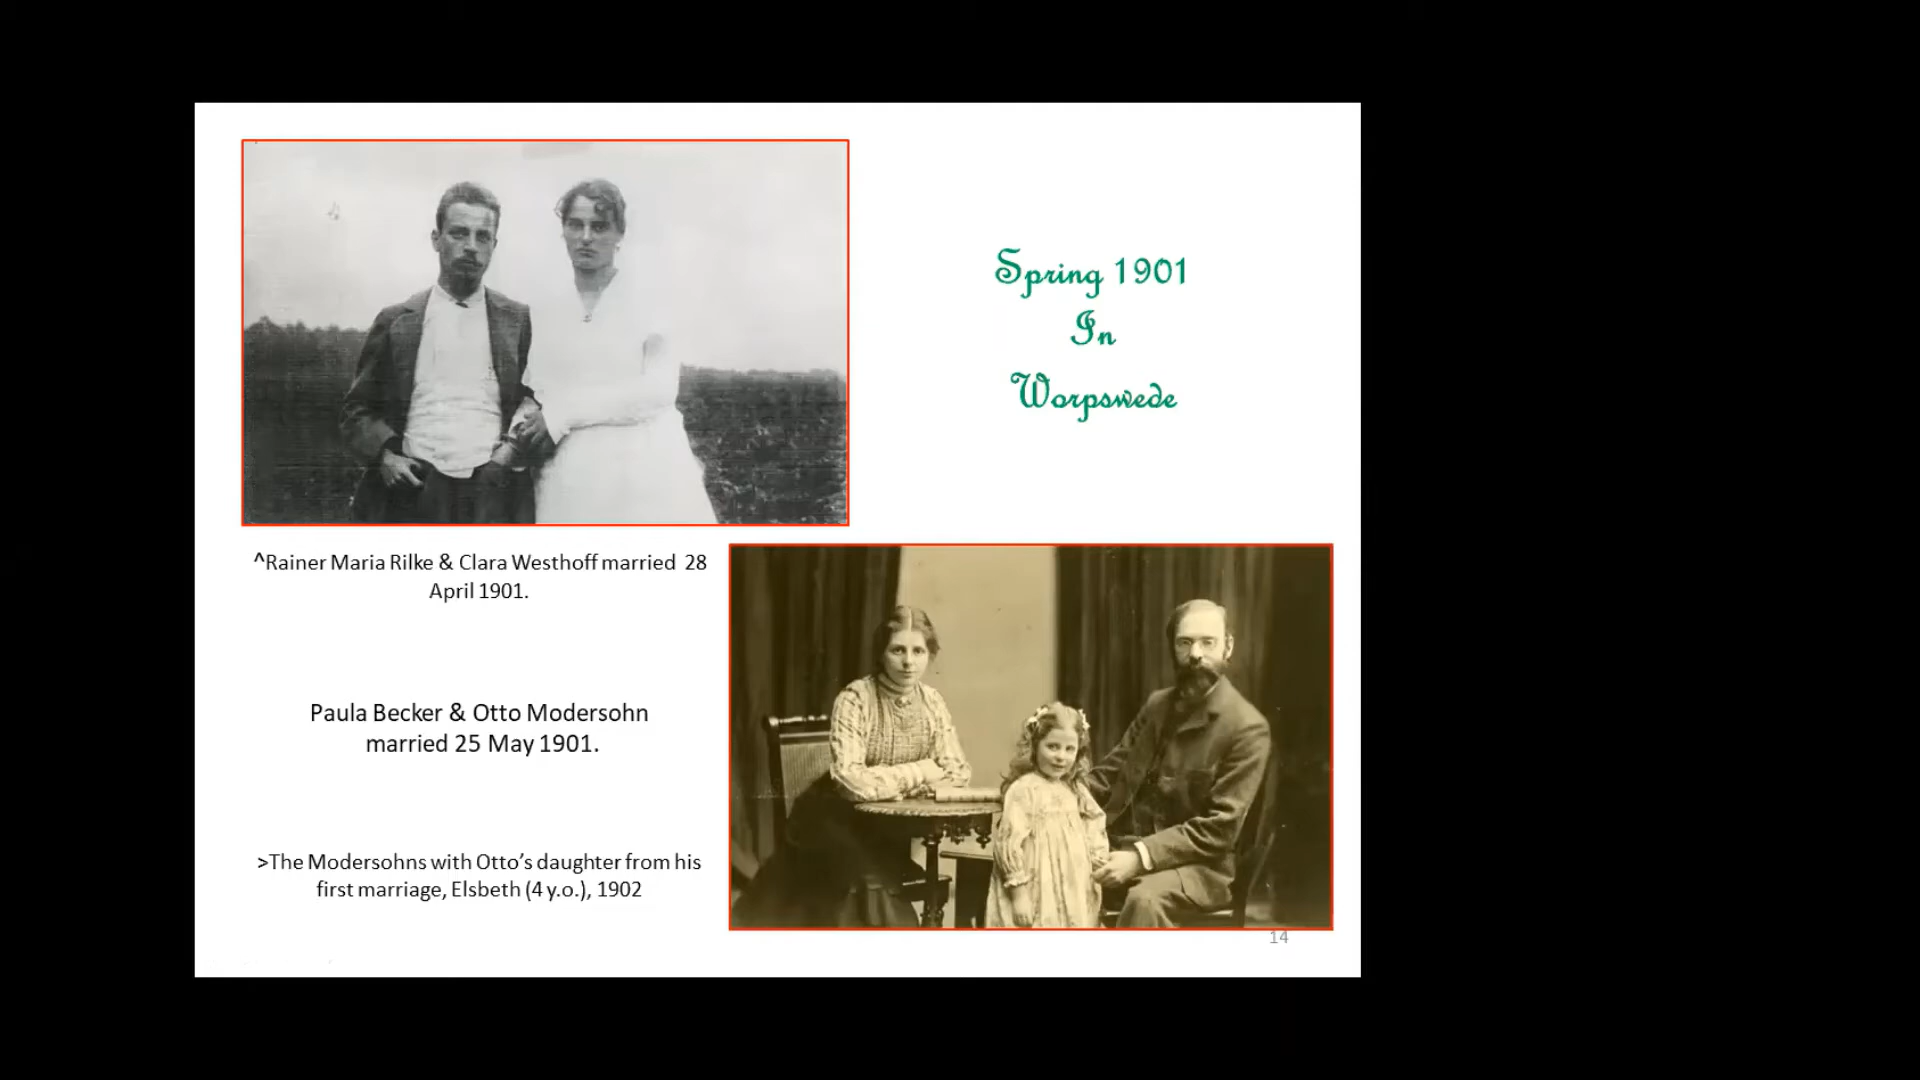 Spring 1901
In
Worpswede
^Rainer Maria Rilke & Clara Westhoff married 28
April 1901.
Paula Becker & Otto Modersohn
married 25 May 1901.
>The Modersohns with Otto’s daughter from his
first marriage, Elsbeth (4 y.o.), 1902
14